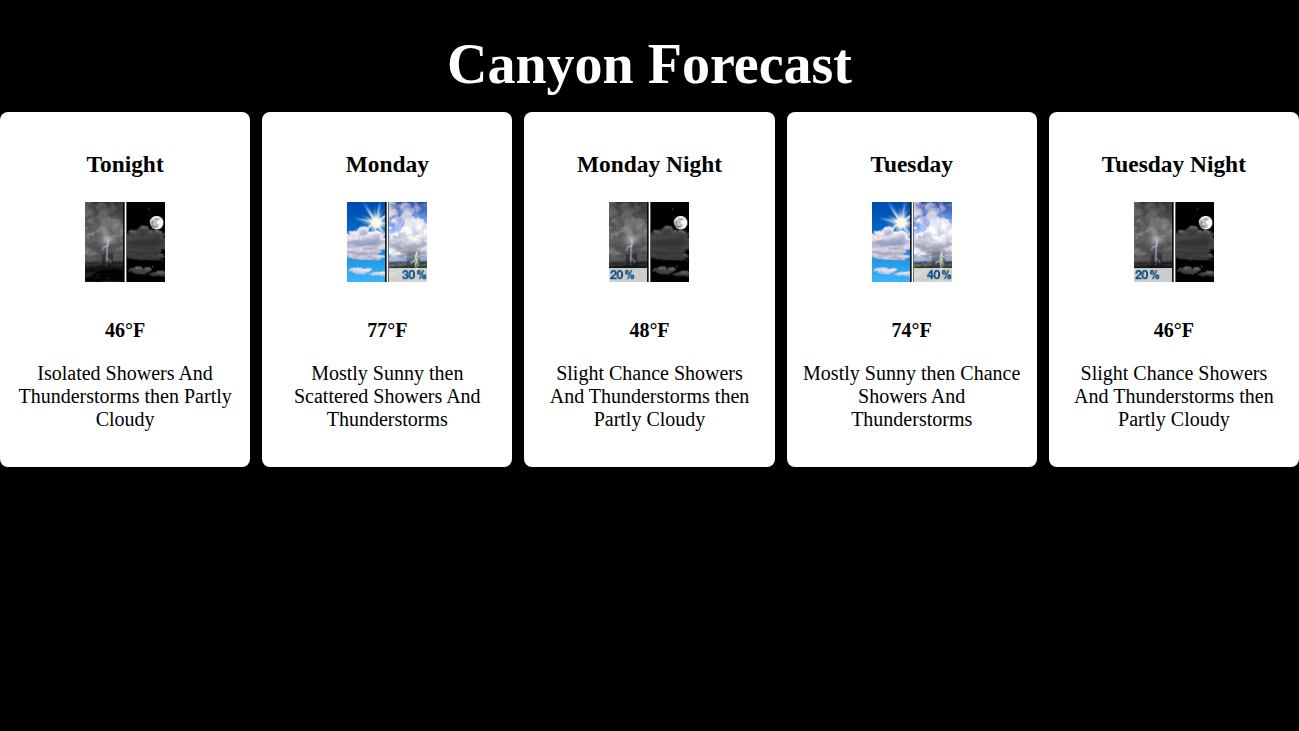 Canyon Forecast
Tonight
46°F
Isolated Showers And
Thunderstorms then Partly
Cloudy
Monday
30%
77°F
Mostly Sunny then
Scattered Showers And
Thunderstorms
Monday Night
20%
48°F
Slight Chance Showers
And Thunderstorms then
Partly Cloudy
Tuesday
40%
74°F
Mostly Sunny then Chance
Showers And
Thunderstorms
Tuesday Night
20%
46°F
Slight Chance Showers
And Thunderstorms then
Partly Cloudy